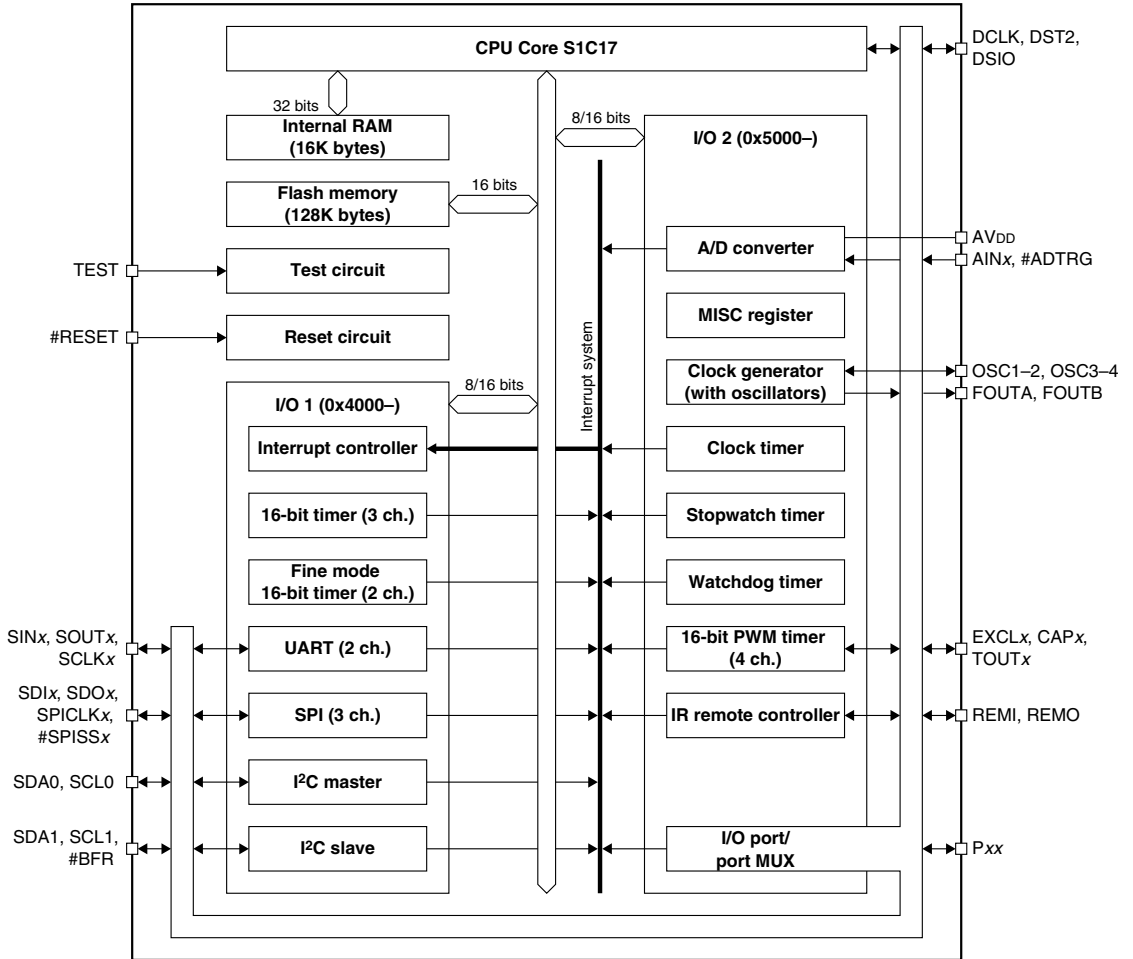 CPU Core S1C17
DCLK, DST2,
DSIO
32 bits
Internal RAM
(16K bytes)
8/16 bits
I/O 2 (0x5000–)
Flash memory
(128K bytes)
16 bits
A/D converter
AVDD
AINx, #ADTRG
TEST
Test circuit
MISC register
#RESET
Reset circuit
Interrupt system
Clock generator
(with oscillators)
OSC1–2, OSC3–4
FOUTA, FOUTB
I/O 1 (0x4000–)
8/16 bits
Interrupt controller
Clock timer
16-bit timer (3 ch.)
Stopwatch timer
Fine mode
16-bit timer (2 ch.)
Watchdog timer
SINx, SOUTx,
SCLKx
UART (2 ch.)
16-bit PWM timer
(4 ch.)
EXCLx, CAPx,
TOUTx
SDIx, SDOx,
SPICLKx,
#SPISSx
SPI (3 ch.)
IR remote controller
REMI, REMO
SDA0, SCL0
I²C master
SDA1, SCL1,
#BFR
I²C slave
I/O port/
port MUX
Pxx